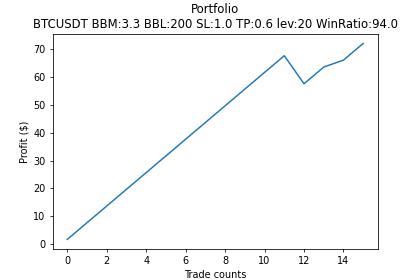 Portfolio
BTCUSDT BBM:3.3 BBL:200 SL:1.0 TP:0.6 lev:20 WinRatio:94.0
70
60
50
40
30
20
10
0
Profit ($)
0 2 4 6 8 10 12 14
Trade counts